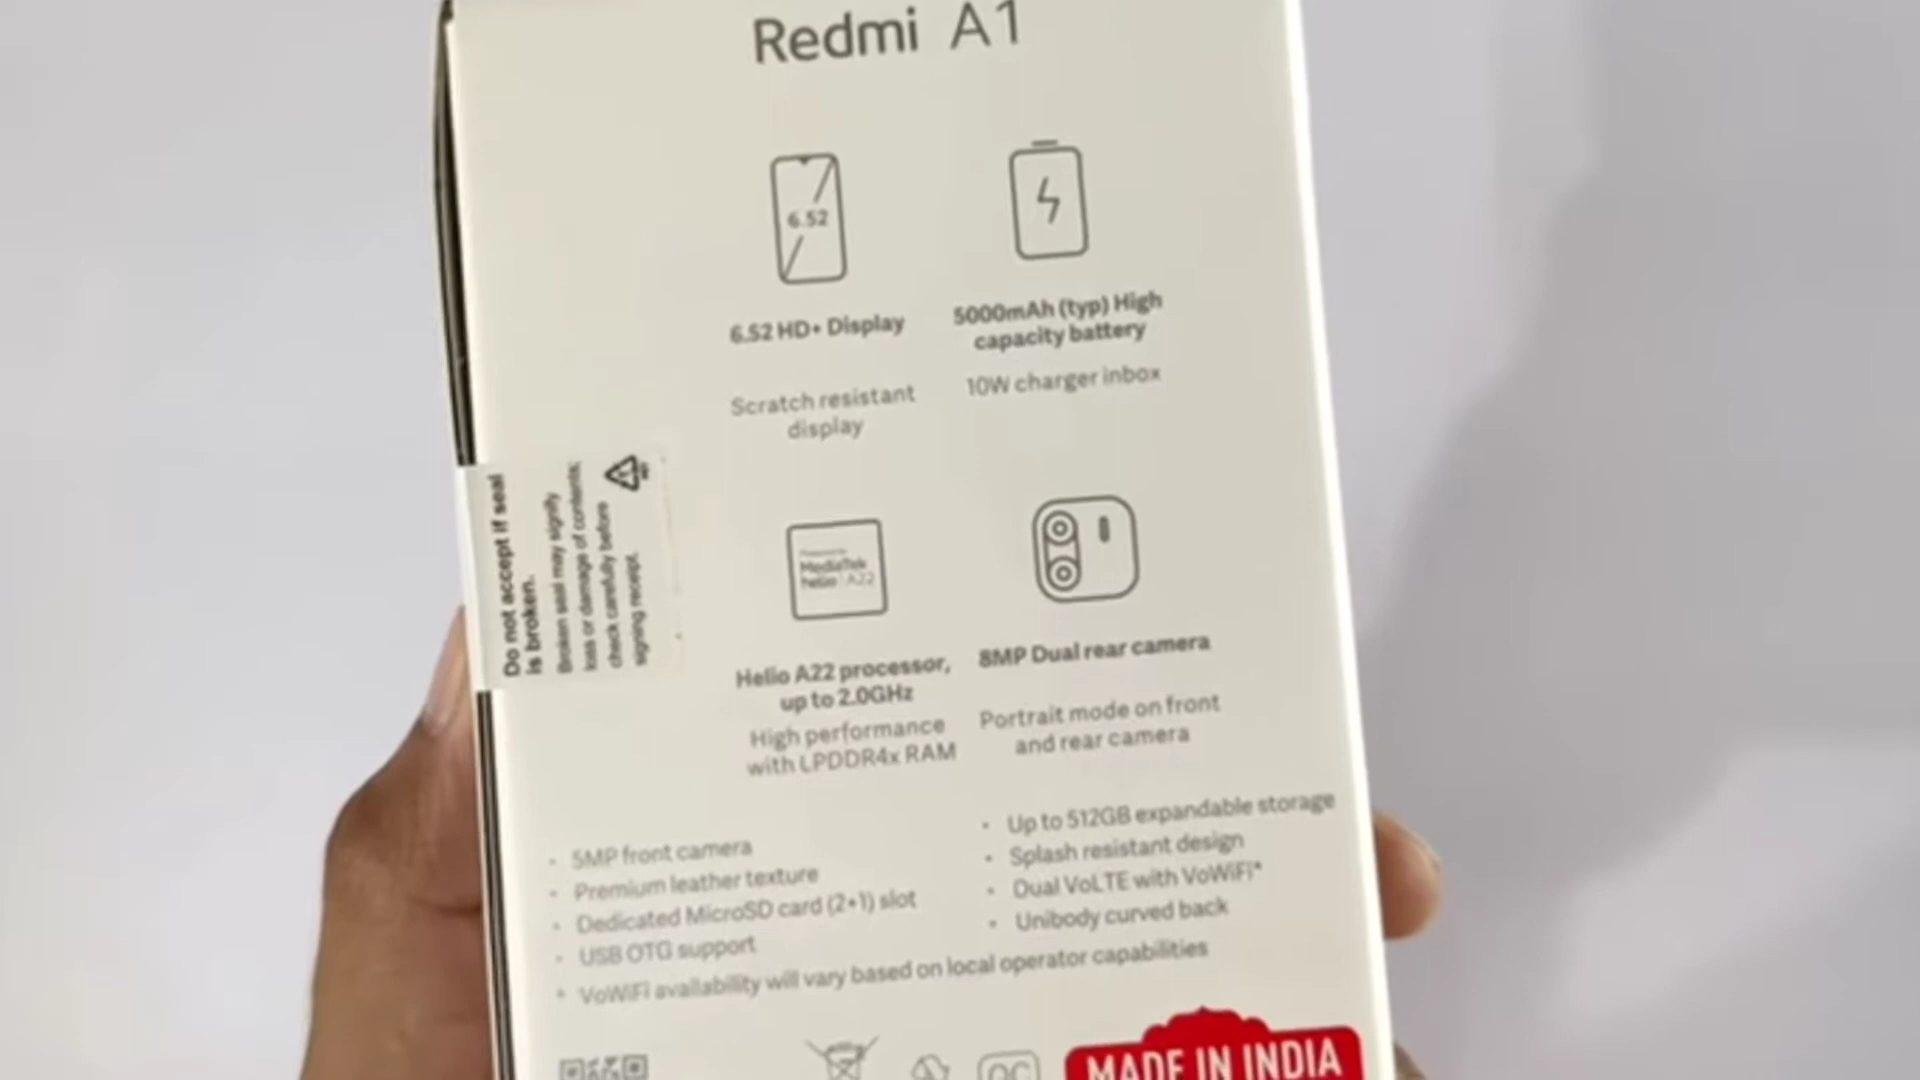 Redmi A1
6.52
6.52 HD+ Display
Scratch resistant
display
5000mAh (typ) High
capacity battery
10W charger inbox
Do not accept if seal
is broken.
Broken seal may signify
loss or damage of contents;
check carefully before
signing receipt.
MediaTek
helio A22
Helio A22 processor,
up to 2.0GHz
High performance
with LPDDR4x RAM
8MP Dual rear camera
Portrait mode on front
and rear camera
• 5MP front camera
• Premium leather texture
• Dedicated MicroSD card (2+1) slot
• USB OTG support
• Up to 512GB expandable storage
• Splash resistant design
• Dual VoLTE with VoWiFi*
• Unibody curved back
* VoWiFi availability will vary based on local operator capabilities
MADE IN INDIA